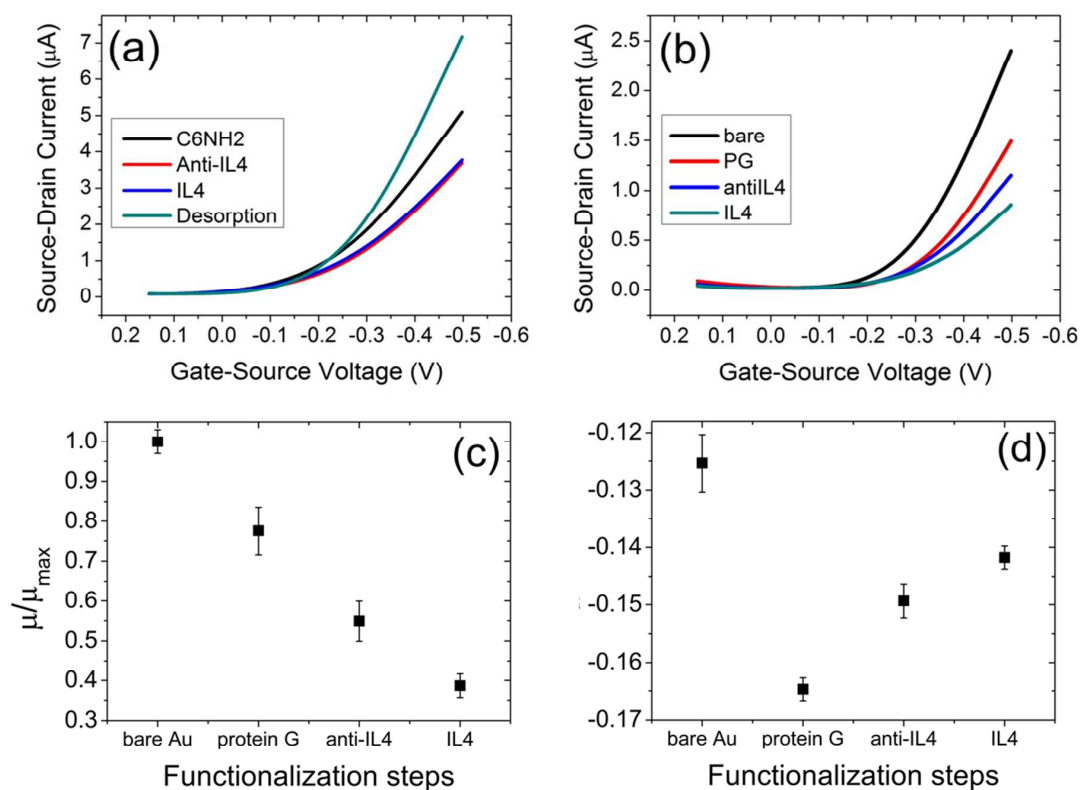 (a)
Source-Drain Current (μA)
7
6
5
4
3
2
1
0
C6NH2
Anti-IL4
IL4
Desorption
0.2 0.1 0.0 -0.1 -0.2 -0.3 -0.4 -0.5 -0.6
Gate-Source Voltage (V)
(b)
Source-Drain Current (μA)
2.5
2.0
1.5
1.0
0.5
0.0
bare
PG
antiIL4
IL4
0.2 0.1 0.0 -0.1 -0.2 -0.3 -0.4 -0.5 -0.6
Gate-Source Voltage (V)
(c)
μ/μmax
1.0
0.9
0.8
0.7
0.6
0.5
0.4
0.3
bare Au protein G anti-IL4 IL4
Functionalization steps
(d)
-0.12
-0.13
-0.14
-0.15
-0.16
-0.17
bare Au protein G anti-IL4 IL4
Functionalization steps